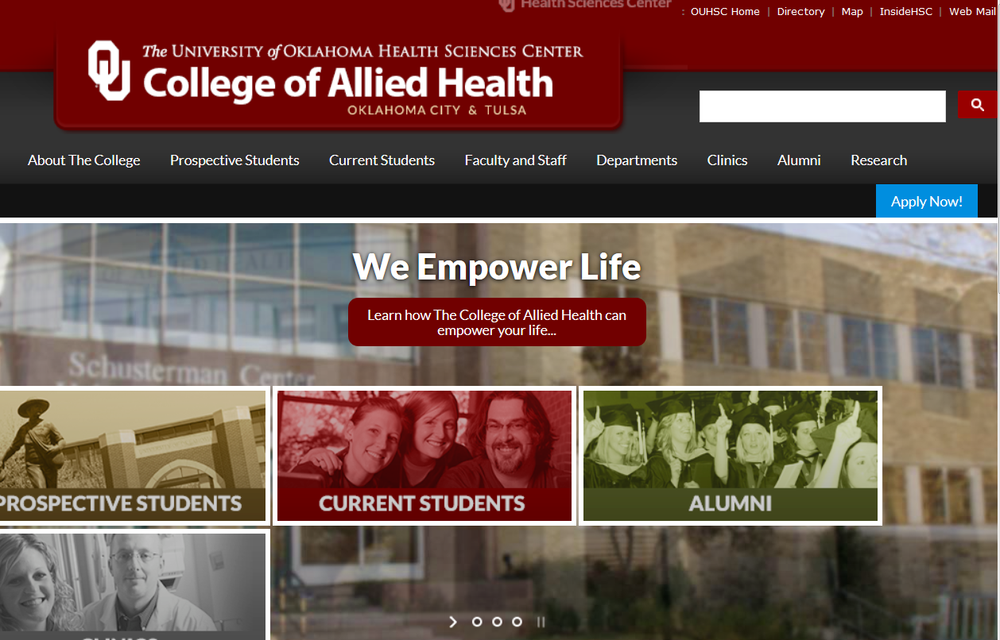 Health Sciences Center
: OUHSC Home | Directory | Map | InsideHSC | Web Mail
OU
The UNIVERSITY of OKLAHOMA HEALTH SCIENCES CENTER
College of Allied Health
OKLAHOMA CITY & TULSA
About The College Prospective Students Current Students Faculty and Staff Departments Clinics Alumni Research
Apply Now!
We Empower Life
Learn how The College of Allied Health can
empower your life...
Schusterman Center
PROSPECTIVE STUDENTS
CURRENT STUDENTS
ALUMNI
CLINICS